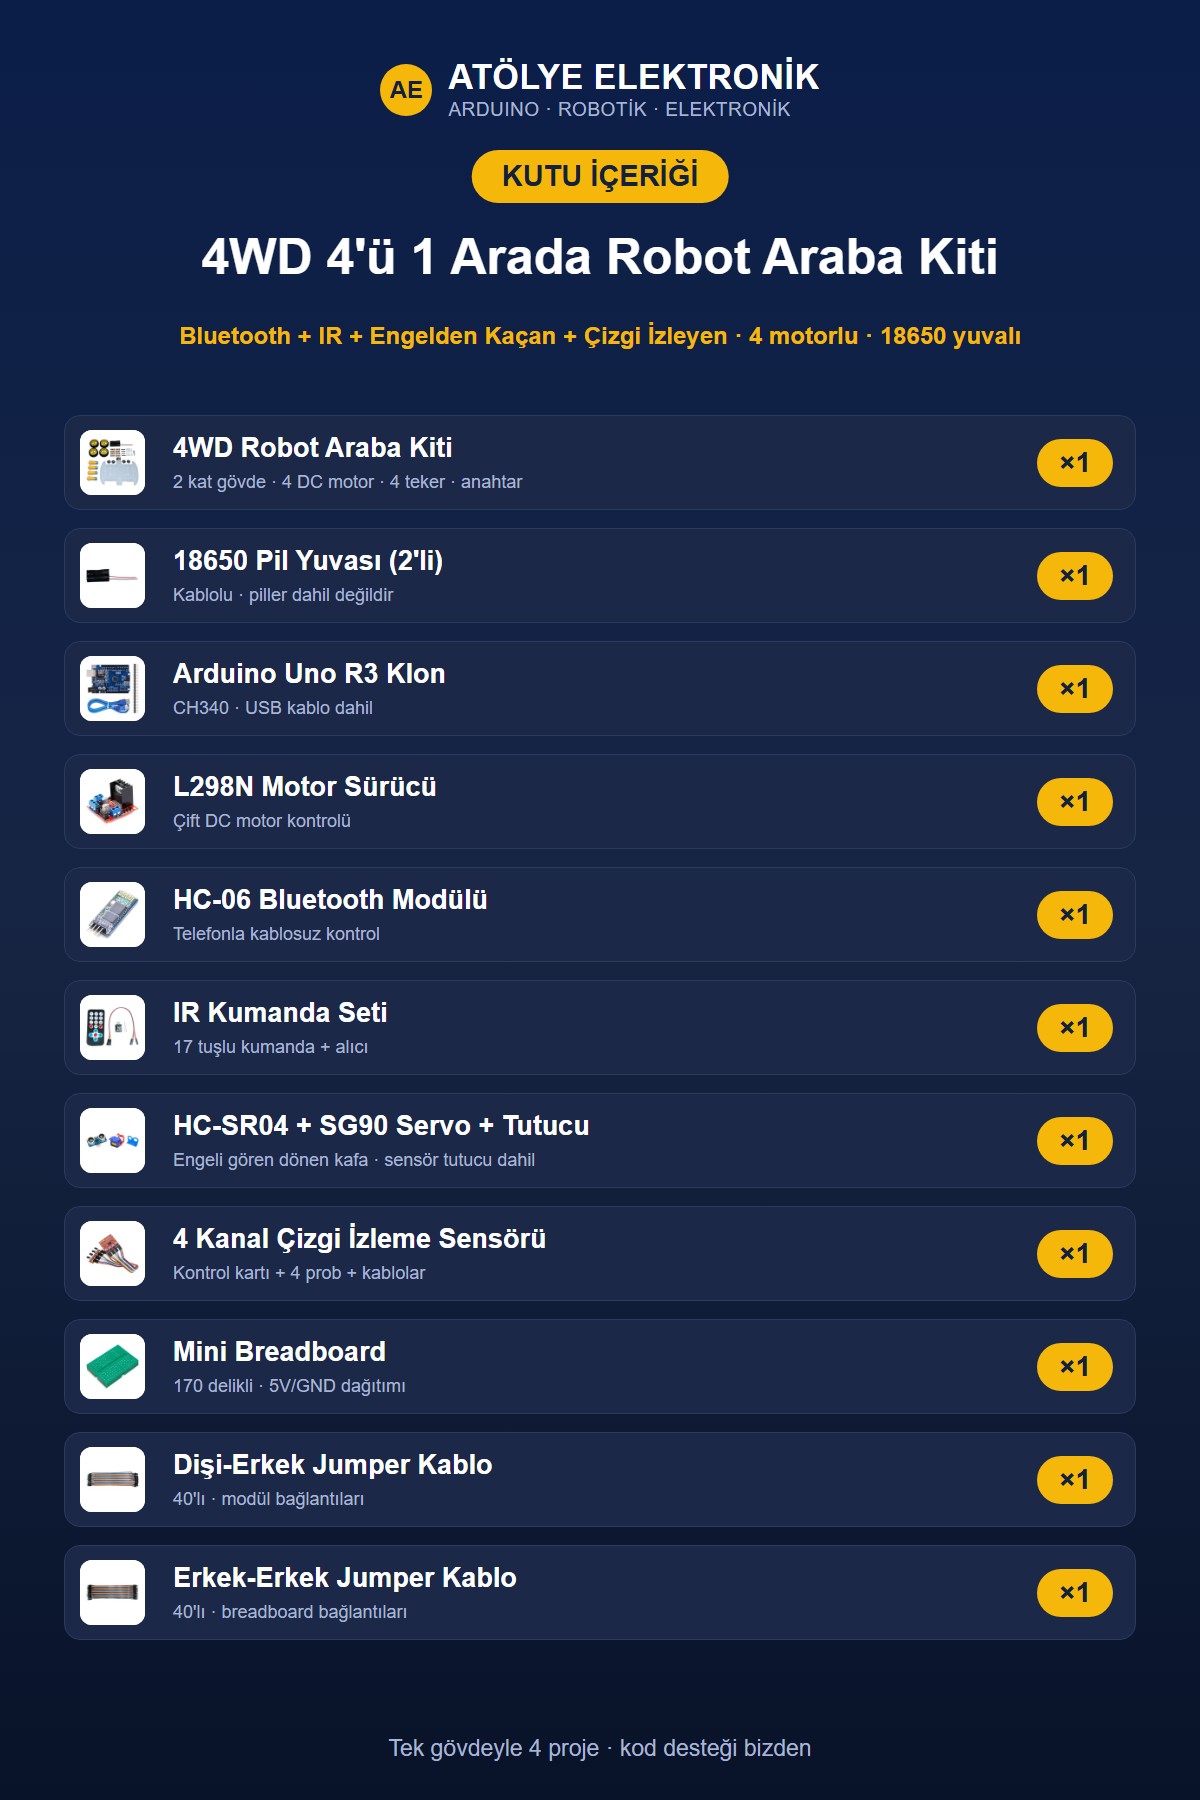 AE
ATÖLYE ELEKTRONİK
ARDUINO · ROBOTİK · ELEKTRONİK
KUTU İÇERİĞİ
4WD 4'ü 1 Arada Robot Araba Kiti
Bluetooth + IR + Engelden Kaçan + Çizgi İzleyen · 4 motorlu · 18650 yuvalı
4WD Robot Araba Kiti
2 kat gövde · 4 DC motor · 4 teker · anahtar
×1
18650 Pil Yuvası (2'li)
Kablolu · piller dahil değildir
×1
Arduino Uno R3 Klon
CH340 · USB kablo dahil
×1
L298N Motor Sürücü
Çift DC motor kontrolü
×1
HC-06 Bluetooth Modülü
Telefonla kablosuz kontrol
×1
IR Kumanda Seti
17 tuşlu kumanda + alıcı
×1
HC-SR04 + SG90 Servo + Tutucu
Engeli gören dönen kafa · sensör tutucu dahil
×1
4 Kanal Çizgi İzleme Sensörü
Kontrol kartı + 4 prob + kablolar
×1
Mini Breadboard
170 delikli · 5V/GND dağıtımı
×1
Dişi-Erkek Jumper Kablo
40'lı · modül bağlantıları
×1
Erkek-Erkek Jumper Kablo
40'lı · breadboard bağlantıları
×1
Tek gövdeyle 4 proje · kod desteği bizden